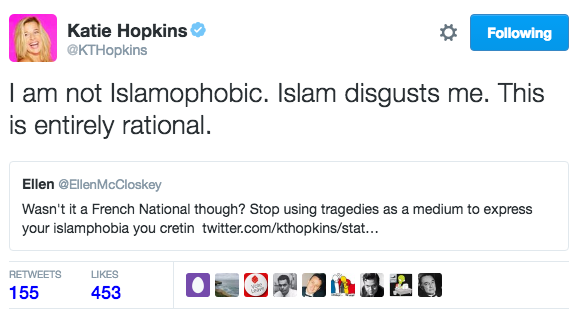 Katie Hopkins
@KTHopkins
Following
I am not Islamophobic. Islam disgusts me. This
is entirely rational.
Ellen @EllenMcCloskey
Wasn't it a French National though? Stop using tragedies as a medium to express
your islamphobia you cretin twitter.com/kthopkins/stat…
RETWEETS
LIKES
155
453